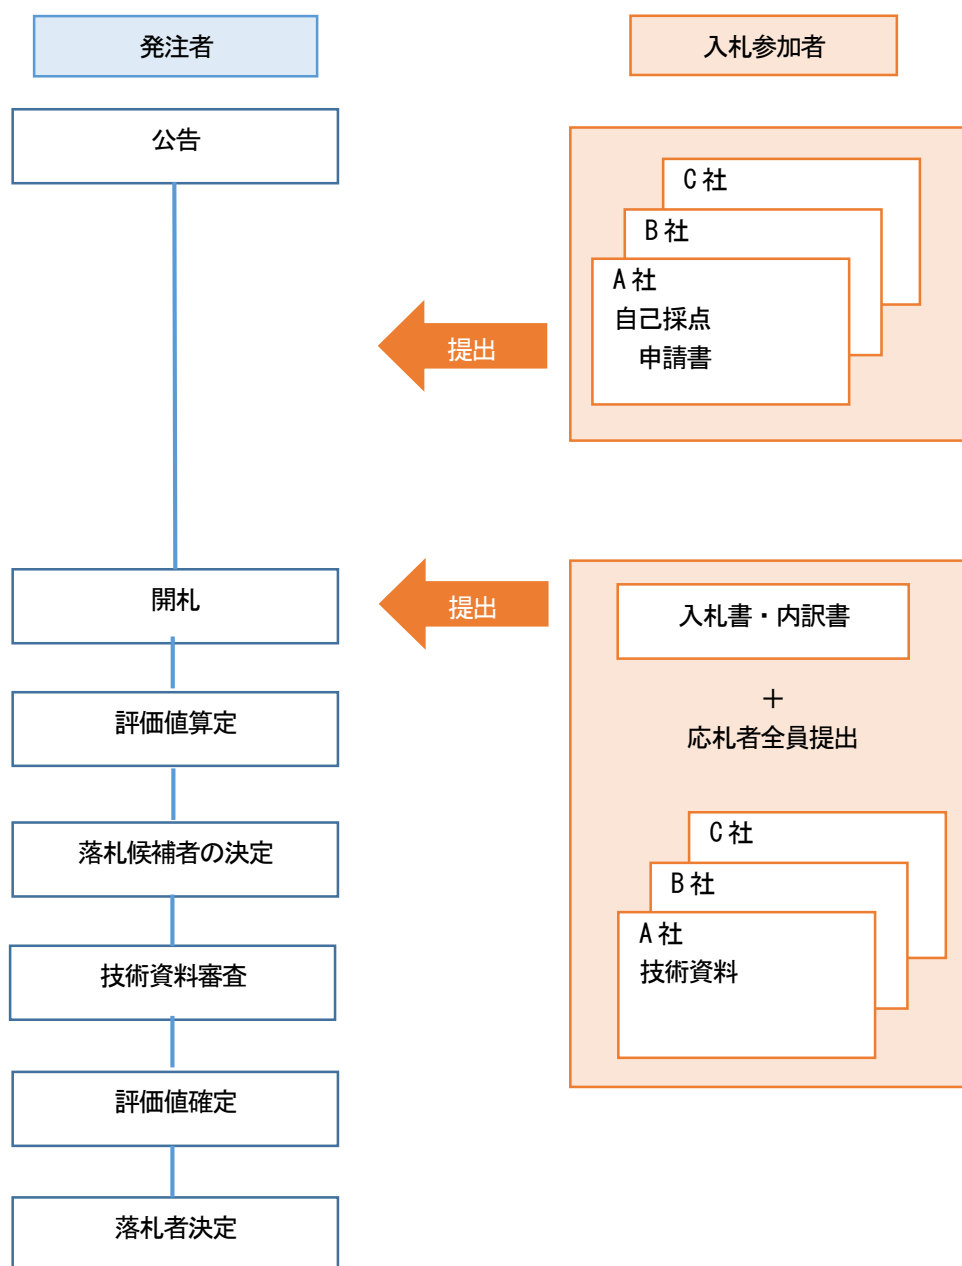 発注者
入札参加者
公告
C社
B社
A社
自己採点
申請書
提出
開札
提出
入札書・内訳書
＋
応札者全員提出
評価値算定
落札候補者の決定
C社
B社
A社
技術資料
技術資料審査
評価値確定
落札者決定